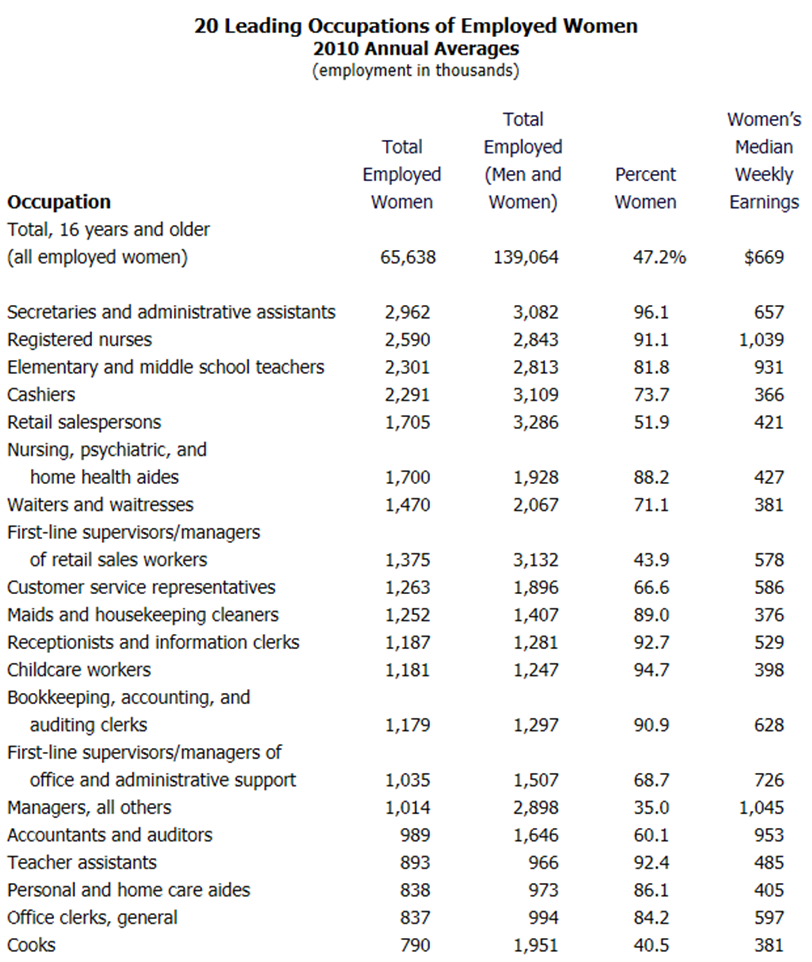 20 Leading Occupations of Employed Women
2010 Annual Averages
(employment in thousands)
Women's
Total Median
Total Employed Weekly
Employed (Men and Percent Earnings
Occupation Women Women) Women
Total, 16 years and older
(all employed women) 65,638 139,064 47.2% $669
Secretaries and administrative assistants 2,962 3,082 96.1 657
Registered nurses 2,590 2,843 91.1 1,039
Elementary and middle school teachers 2,301 2,813 81.8 931
Cashiers 2,291 3,109 73.7 366
Retail salespersons 1,705 3,286 51.9 421
Nursing, psychiatric, and
home health aides 1,700 1,928 88.2 427
Waiters and waitresses 1,470 2,067 71.1 381
First-line supervisors/managers
of retail sales workers 1,375 3,132 43.9 578
Customer service representatives 1,263 1,896 66.6 586
Maids and housekeeping cleaners 1,252 1,407 89.0 376
Receptionists and information clerks 1,187 1,281 92.7 529
Childcare workers 1,181 1,247 94.7 398
Bookkeeping, accounting, and
auditing clerks 1,179 1,297 90.9 628
First-line supervisors/managers of
office and administrative support 1,035 1,507 68.7 726
Managers, all others 1,014 2,898 35.0 1,045
Accountants and auditors 989 1,646 60.1 953
Teacher assistants 893 966 92.4 485
Personal and home care aides 838 973 86.1 405
Office clerks, general 837 994 84.2 597
Cooks 790 1,951 40.5 381